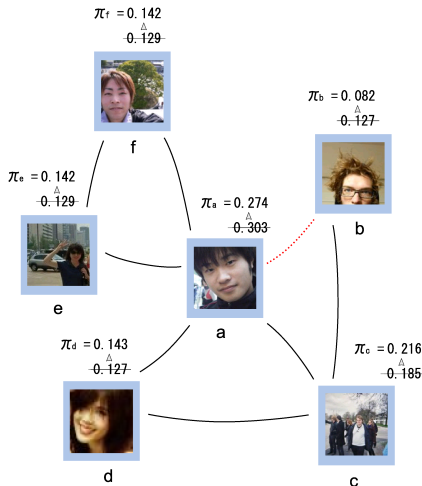 πf = 0.142
△
0.129
f
πb = 0.082
△
0.127
b
πe = 0.142
△
0.129
e
πa = 0.274
△
0.303
a
πd = 0.143
△
0.127
d
πc = 0.216
△
0.185
c